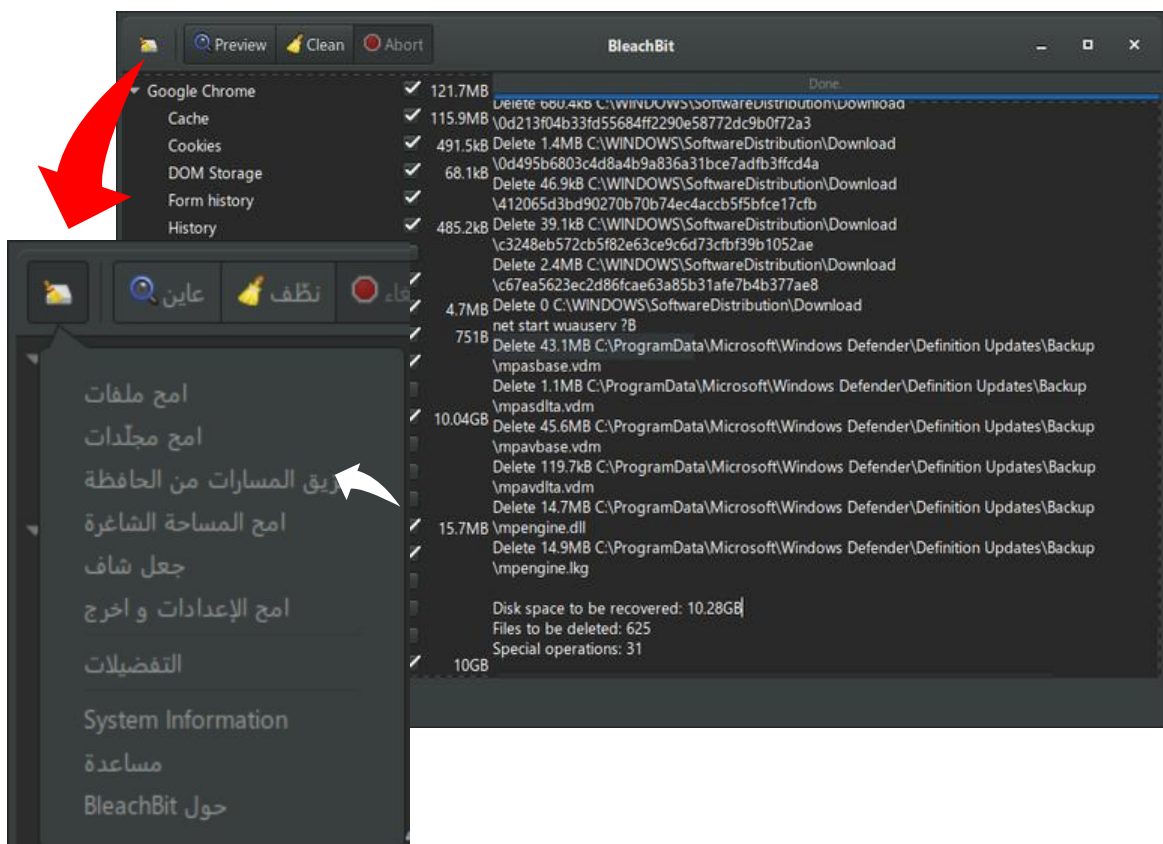 Preview Clean Abort BleachBit
Done.
Google Chrome 121.7MB
Cache 115.9MB
Cookies 491.5kB
DOM Storage 68.1kB
Form history
History 485.2kB
4.7MB
751B
10.04GB
15.7MB
10GB
Delete 680.4kB C:\WINDOWS\SoftwareDistribution\Download
\0d213f04b33fd55684ff2290e58772dc9b0f72a3
Delete 1.4MB C:\WINDOWS\SoftwareDistribution\Download
\0d495b6803c4d8a4b9a836a31bce7adfb3ffcd4a
Delete 46.9kB C:\WINDOWS\SoftwareDistribution\Download
\412065d3bd90270b70b74ec4accb5f5bfce17cfb
Delete 39.1kB C:\WINDOWS\SoftwareDistribution\Download
\c3248eb572cb5f82e63ce9c6d73cfbf39b1052ae
Delete 2.4MB C:\WINDOWS\SoftwareDistribution\Download
\c67ea5623ec2d86fcae63a85b31afe7b4b377ae8
Delete 0 C:\WINDOWS\SoftwareDistribution\Download
net start wuauserv ?B
Delete 43.1MB C:\ProgramData\Microsoft\Windows Defender\Definition Updates\Backup
\mpasbase.vdm
Delete 1.1MB C:\ProgramData\Microsoft\Windows Defender\Definition Updates\Backup
\mpasdlta.vdm
Delete 45.6MB C:\ProgramData\Microsoft\Windows Defender\Definition Updates\Backup
\mpavbase.vdm
Delete 119.7kB C:\ProgramData\Microsoft\Windows Defender\Definition Updates\Backup
\mpavdlta.vdm
Delete 14.7MB C:\ProgramData\Microsoft\Windows Defender\Definition Updates\Backup
\mpengine.dll
Delete 14.9MB C:\ProgramData\Microsoft\Windows Defender\Definition Updates\Backup
\mpengine.lkg
Disk space to be recovered: 10.28GB
Files to be deleted: 625
Special operations: 31
عاين نظّف
امح ملفات
امح مجلّدات
المسارات من الحافظة
امح المساحة الشاغرة
جعل شاف
امح الإعدادات و اخرج
التفضيلات
System Information
مساعدة
حول BleachBit